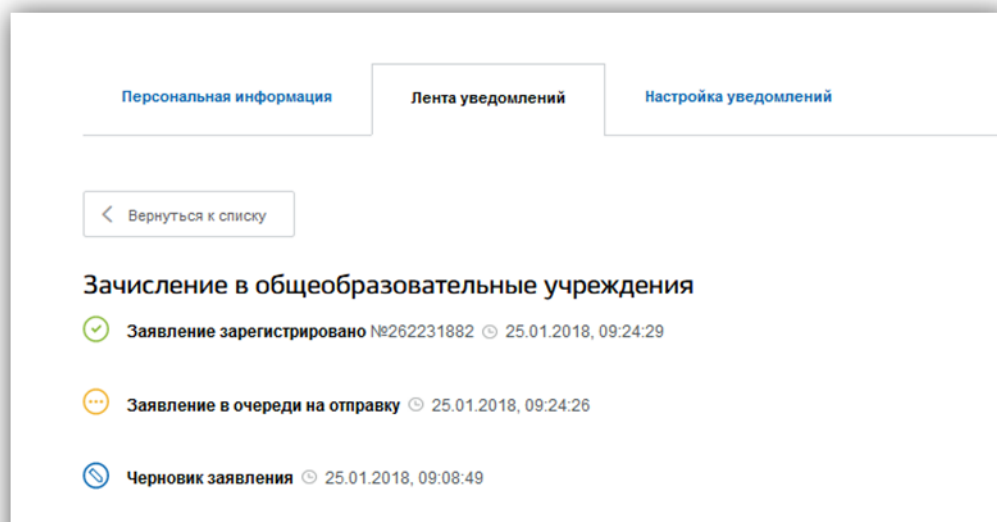 Персональная информация Лента уведомлений Настройка уведомлений
Вернуться к списку
Зачисление в общеобразовательные учреждения
Заявление зарегистрировано №262231882 25.01.2018, 09:24:29
Заявление в очереди на отправку 25.01.2018, 09:24:26
Черновик заявления 25.01.2018, 09:08:49